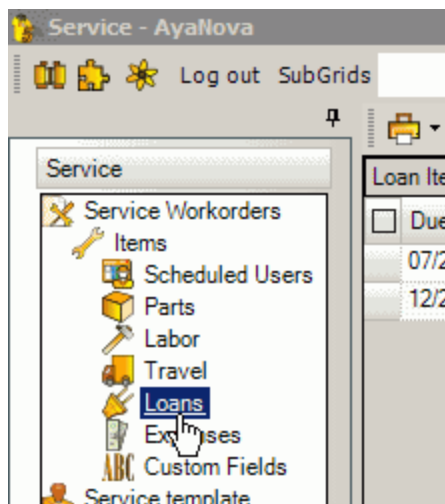 Service - AyaNova
Log out SubGrids
Service
Loan Ite
Due
Service Workorders
07/2
Items
12/2
Scheduled Users
Parts
Labor
Travel
Loans
Custom Fields
ABC
Service template